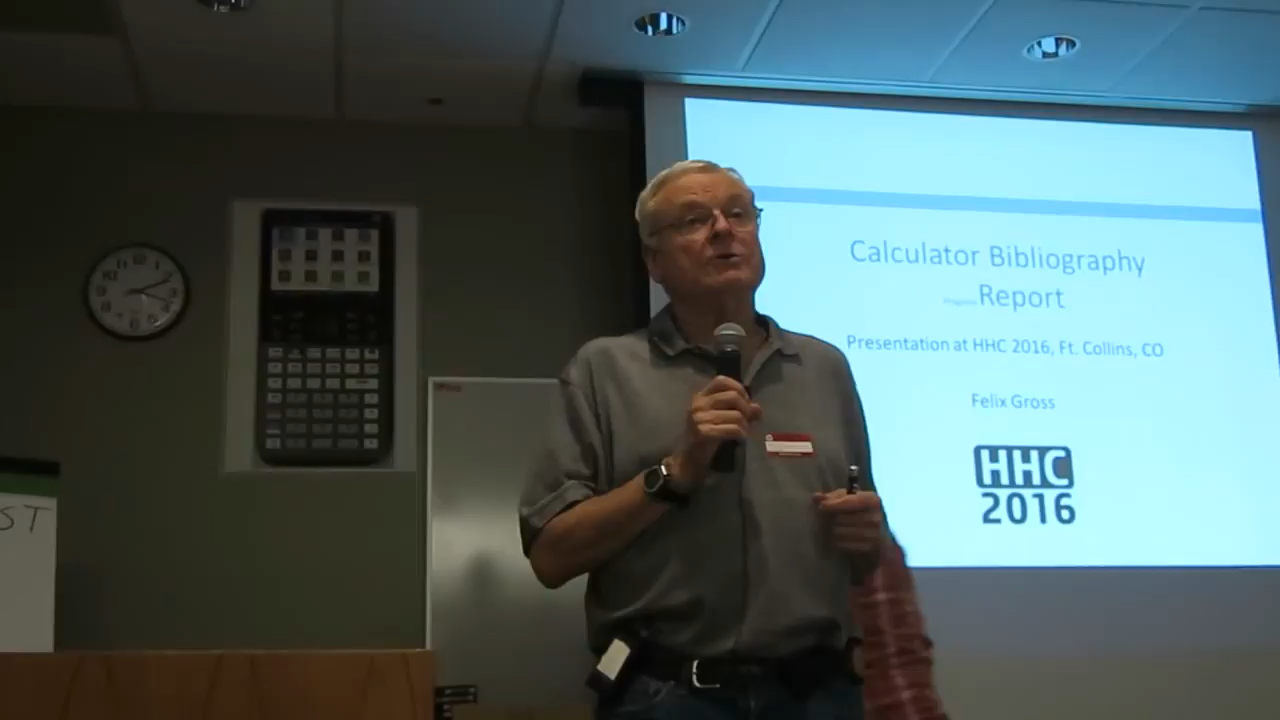 Calculator Bibliography
Report
Presentation at HHC 2016, Ft. Collins, CO
Felix Gross
HHC
2016
ST